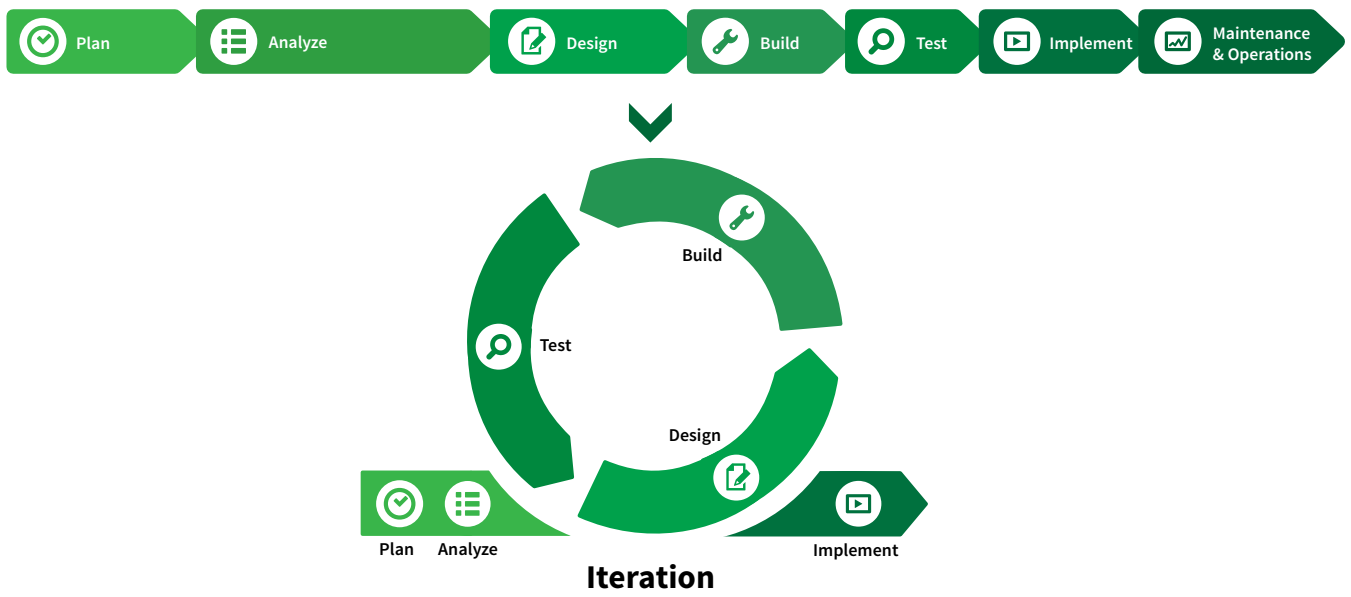 Plan
Analyze
Design
Build
Test
Implement
Maintenance
& Operations
Build
Test
Design
Plan
Analyze
Implement
Iteration